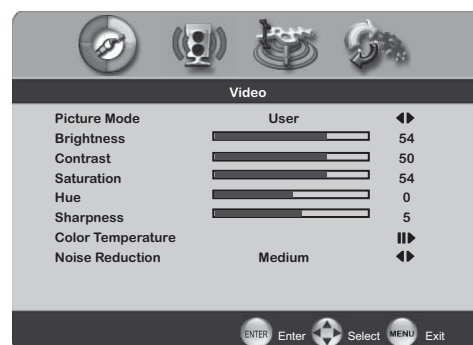 Video
Picture Mode User
Brightness 54
Contrast 50
Saturation 54
Hue 0
Sharpness 5
Color Temperature
Noise Reduction Medium
ENTER Enter Select MENU Exit